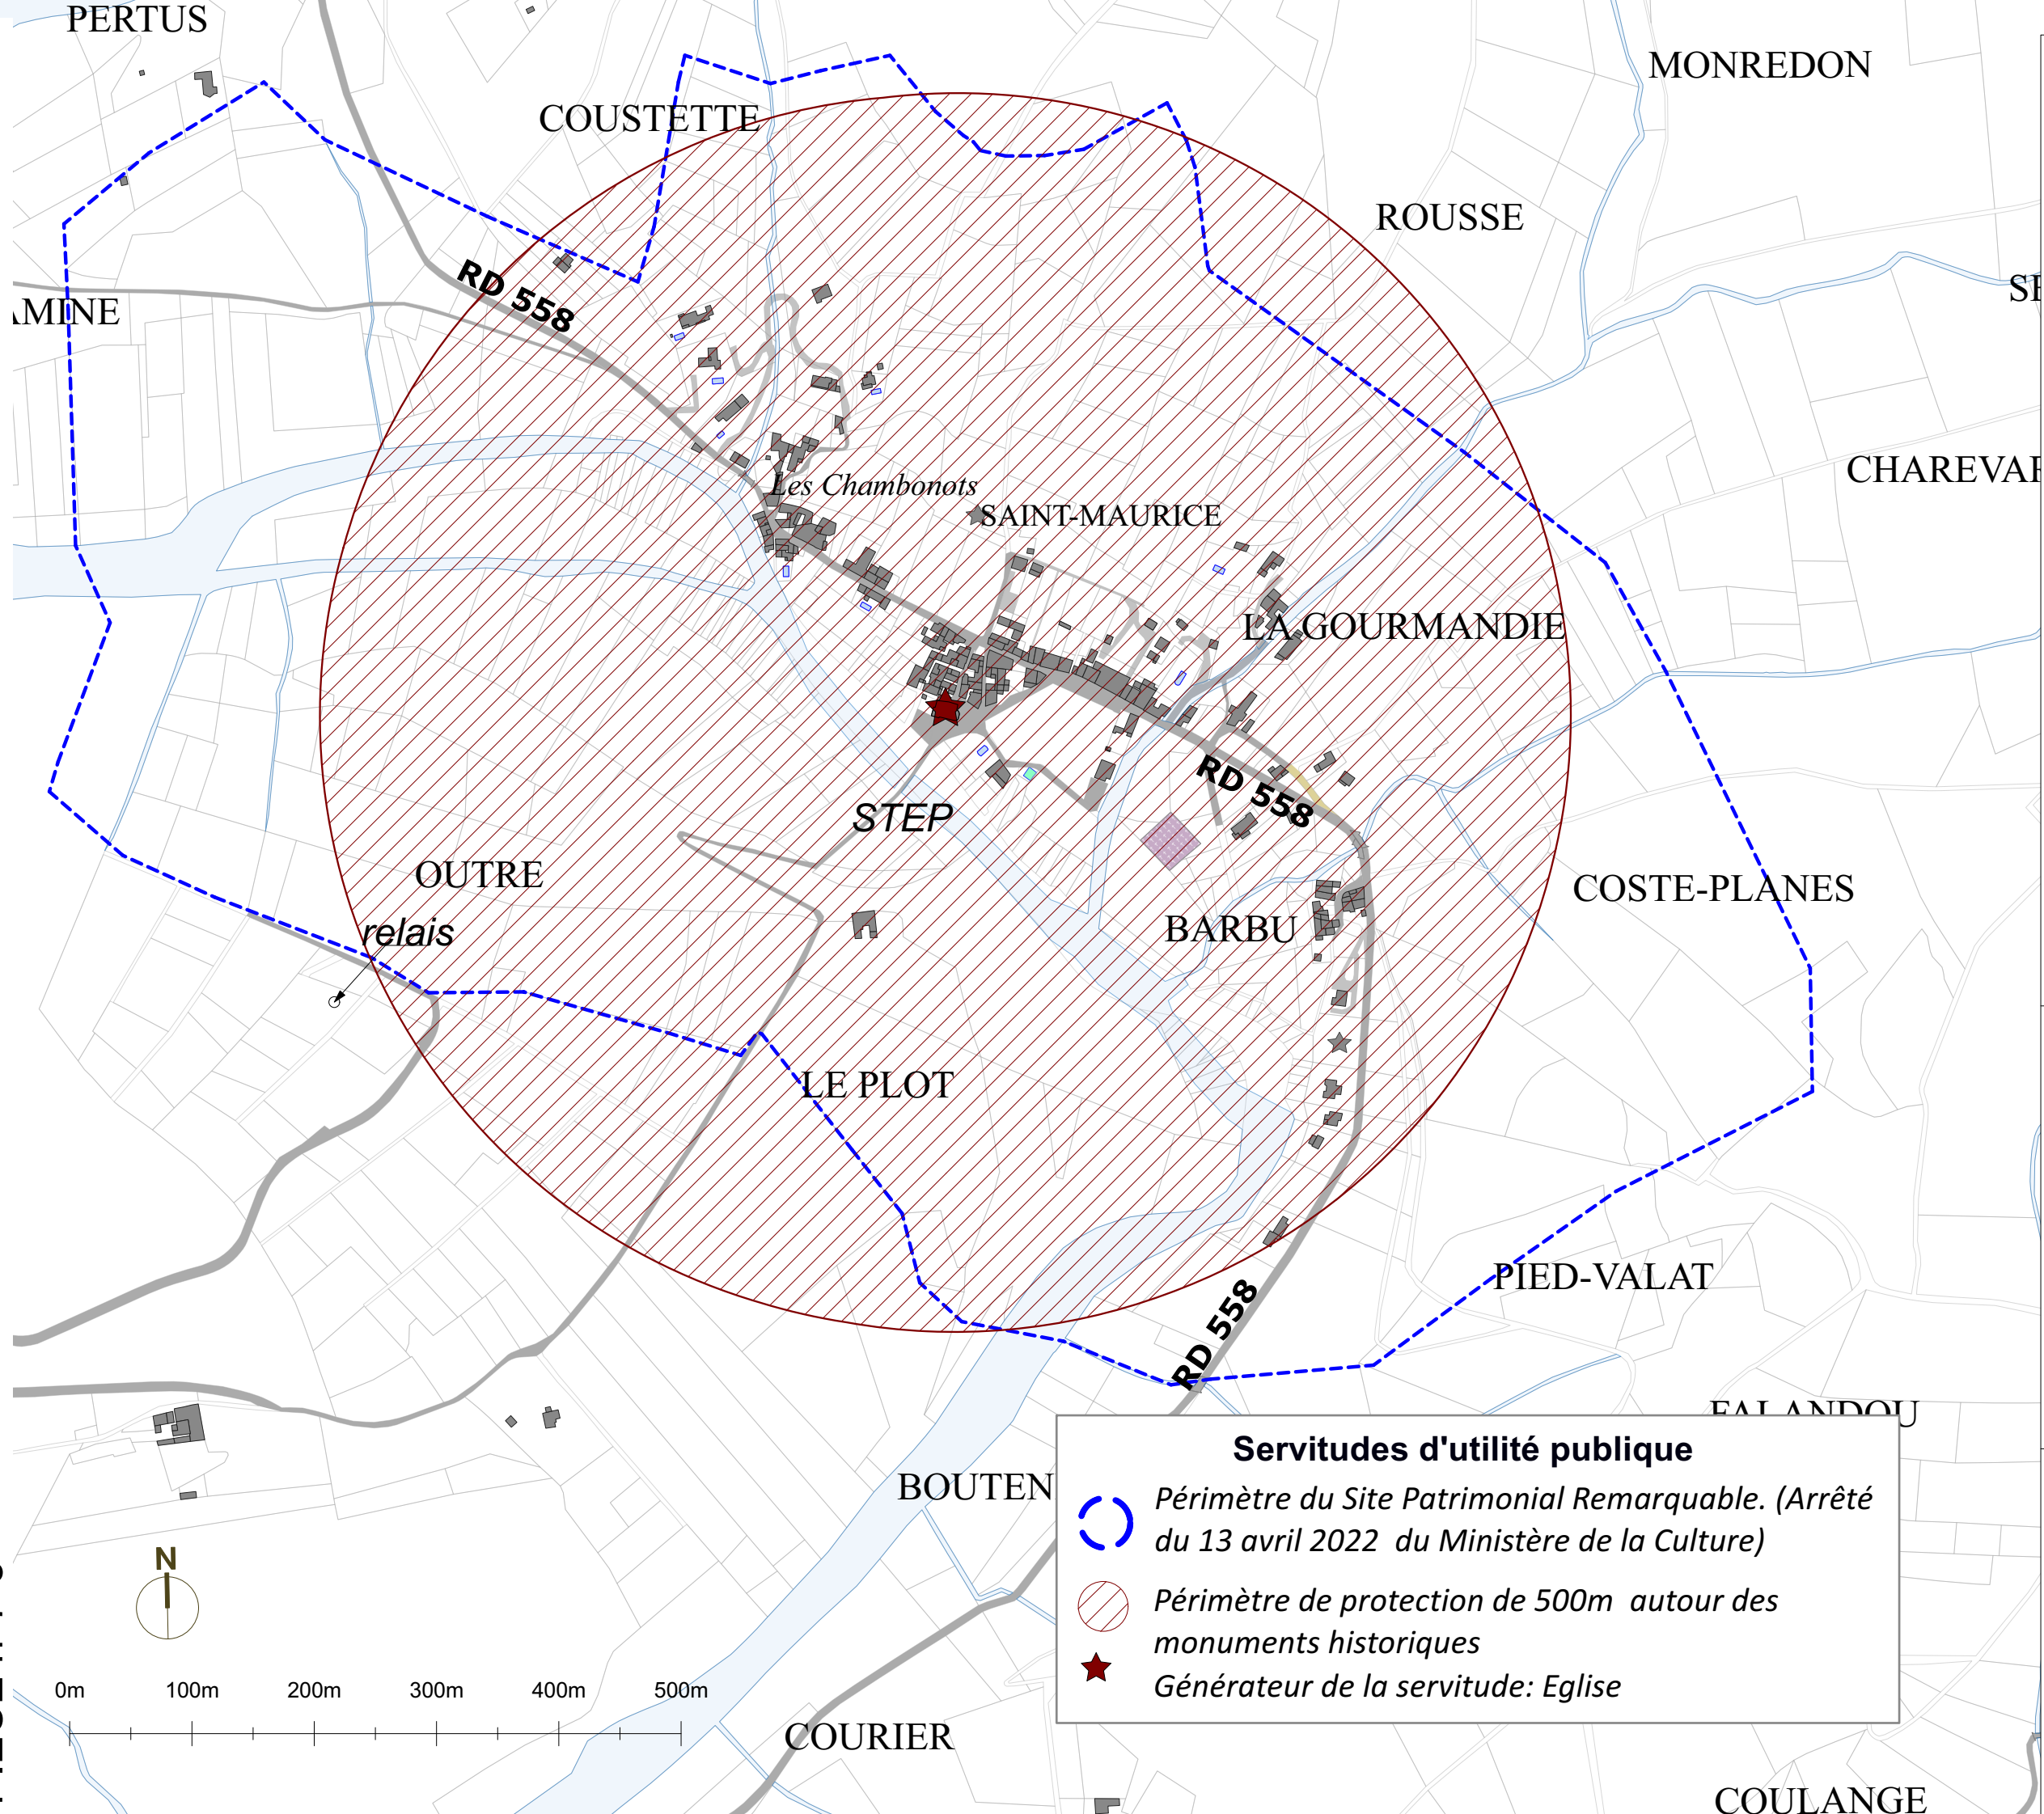 PERTUS
MONREDON
COUSTETTE
ROUSSE
RD 558
Les Chambonots
SAINT-MAURICE
LA GOURMANDIE
RD 558
STEP
OUTRE
relais
COSTE-PLANES
BARBU
LE PLOT
PIED-VALAT
RD 558
BOUTEN
COURIER
COULANGE
N
0m 100m 200m 300m 400m 500m
Servitudes d'utilité publique
Périmètre du Site Patrimonial Remarquable. (Arrêté
du 13 avril 2022 du Ministère de la Culture)
Périmètre de protection de 500m autour des
monuments historiques
Générateur de la servitude: Eglise